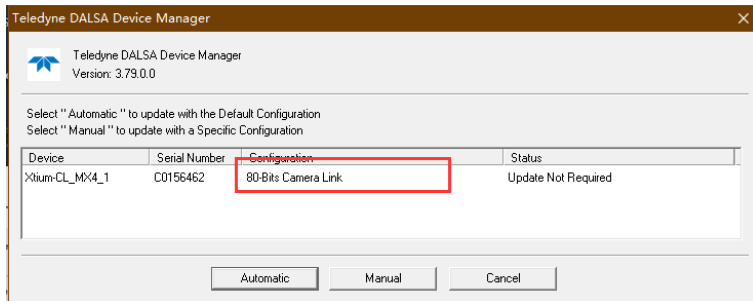 Teledyne DALSA Device Manager
Teledyne DALSA Device Manager
Version: 3.79.0.0
Select "Automatic" to update with the Default Configuration
Select "Manual" to update with a Specific Configuration
Device Serial Number Configuration Status
Xtium-CL_MX4_1 C0156462 80-Bits Camera Link Update Not Required
Automatic Manual Cancel